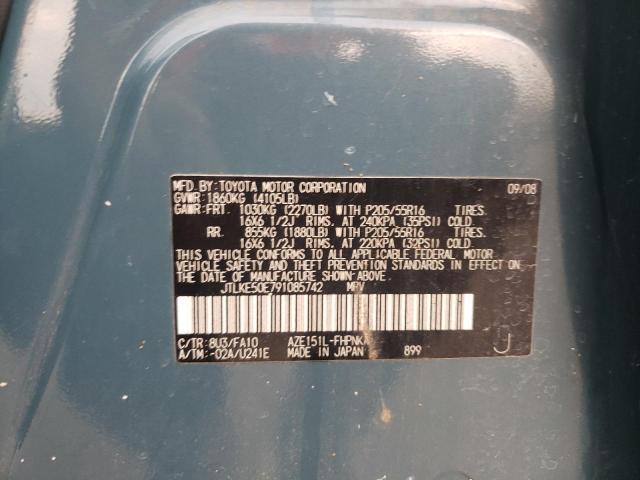 MFD. BY: TOYOTA MOTOR CORPORATION 09/08
GVWR: 1860KG (4105LB)
GAWR: FRT. 1030KG (2270LB) WITH P205/55R16 TIRES.
16X6 1/2J RIMS. AT 240KPA (35PSI) COLD
RR. 855KG (1880LB) WITH P205/55R16 TIRES.
16X6 1/2J RIMS. AT 220KPA (32PSI) COLD
THIS VEHICLE CONFORMS TO ALL APPLICABLE FEDERAL MOTOR
VEHICLE SAFETY AND THEFT PREVENTION STANDARDS IN EFFECT ON
THE DATE OF MANUFACTURE SHOWN ABOVE.
JTLKE50E791085742 MPV
C/TR: 8U3/FA10 AZE151L-FHPNKA
A/TM: -02A/U241E MADE IN JAPAN 899 J